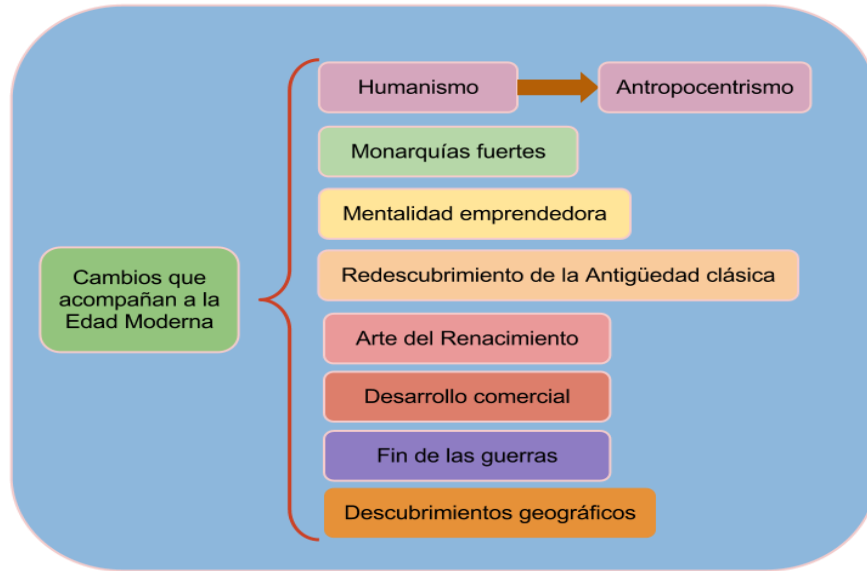 Humanismo
Antropocentrismo
Monarquías fuertes
Mentalidad emprendedora
Redescubrimiento de la Antigüedad clásica
Cambios que
acompañan a la
Edad Moderna
Arte del Renacimiento
Desarrollo comercial
Fin de las guerras
Descubrimientos geográficos